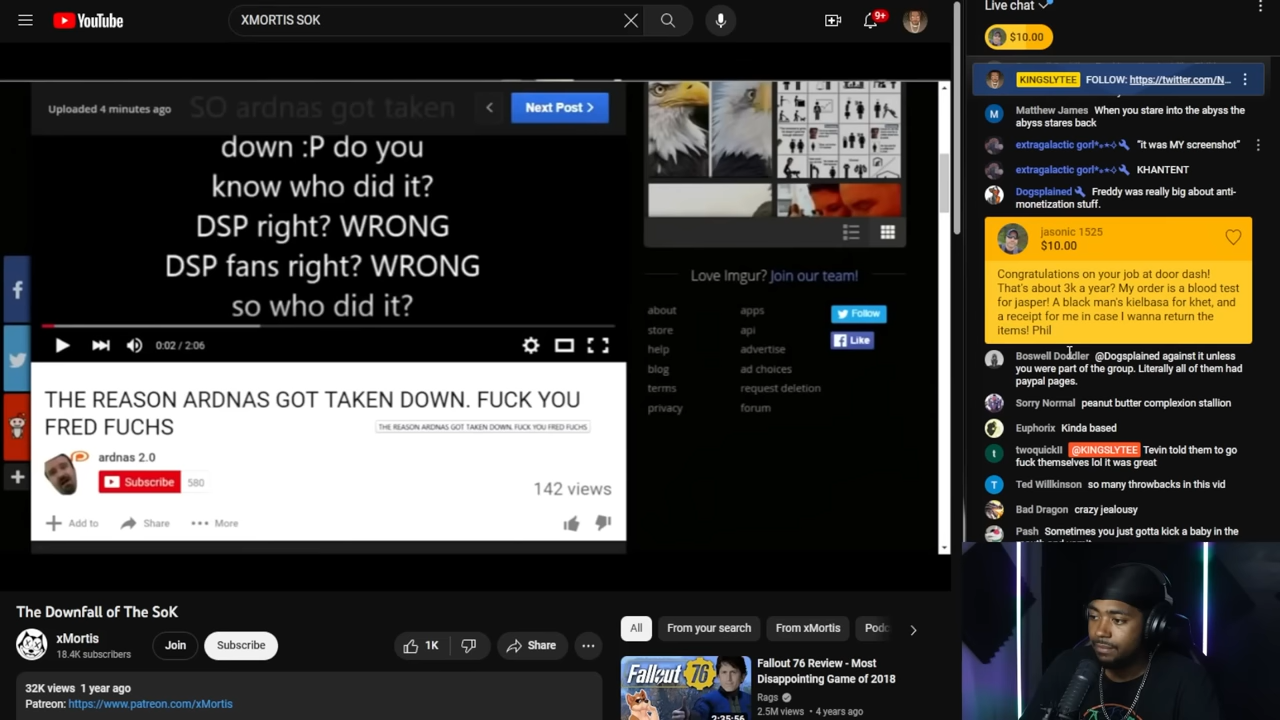 YouTube
XMORTIS SOK
9+
Live chat
$10.00
KINGSLYTEE FOLLOW: https://twitter.com/N...
Matthew James When you stare into the abyss the
abyss stares back
extragalactic gorl "it was MY screenshot"
extragalactic gorl KHANTENT
Dogsplained Freddy was really big about anti-
monetization stuff.
jasonic 1525
$10.00
Congratulations on your job at door dash!
That's about 3k a year? My order is a blood test
for jasper! A black man's kielbasa for khet, and
a receipt for me in case I wanna return the
items! Phil
Boswell Doddler @Dogsplained against it unless
you were part of the group. Literally all of them had
paypal pages.
Sorry Normal peanut butter complexion stallion
Euphorix Kinda based
twoquickII @KINGSLYTEE Tevin told them to go
fuck themselves lol it was great
Ted Willkinson so many throwbacks in this vid
Bad Dragon crazy jealousy
Pash Sometimes you just gotta kick a baby in the
Uploaded 4 minutes ago
SO ardnas got taken
Next Post >
down :P do you
know who did it?
DSP right? WRONG
DSP fans right? WRONG
so who did it?
0:02 / 2:06
THE REASON ARDNAS GOT TAKEN DOWN. FUCK YOU
FRED FUCHS
THE REASON ARDNAS GOT TAKEN DOWN. FUCK YOU FRED FUCHS
ardnas 2.0
Subscribe 580
142 views
Add to Share More
Love Imgur? Join our team!
about apps
store api
help advertise
blog ad choices
terms request deletion
privacy forum
Follow
Like
The Downfall of The SoK
xMortis
18.4K subscribers
Join
Subscribe
1K
Share
32K views 1 year ago
Patreon: https://www.patreon.com/xMortis
All From your search From xMortis Podc
Fallout 76 Review - Most
Disappointing Game of 2018
Rags
2.5M views • 4 years ago
2:35:56